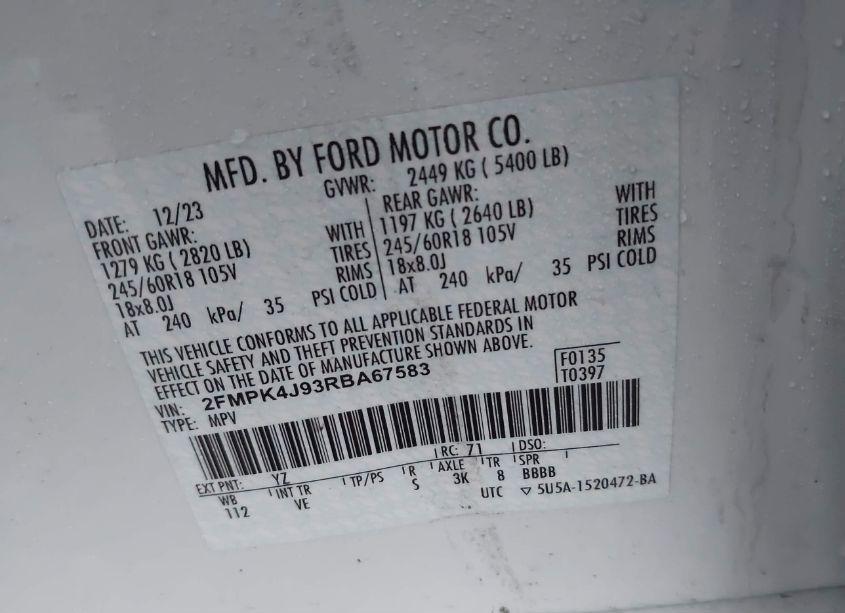 MFD. BY FORD MOTOR CO.
DATE: 12/23 GVWR: 2449 KG ( 5400 LB)
FRONT GAWR: REAR GAWR:
1279 KG ( 2820 LB) WITH 1197 KG ( 2640 LB) WITH
245/60R18 105V TIRES 245/60R18 105V TIRES
18x8.0J RIMS 18x8.0J RIMS
AT 240 kPa/ 35 PSI COLD AT 240 kPa/ 35 PSI COLD
THIS VEHICLE CONFORMS TO ALL APPLICABLE FEDERAL MOTOR
VEHICLE SAFETY AND THEFT PREVENTION STANDARDS IN
EFFECT ON THE DATE OF MANUFACTURE SHOWN ABOVE.
VIN: 2FMPK4J93RBA67583 F0135
TYPE: MPV T0397
EXT PNT: YZ RC: 71 DSO:
WB INT TR TP/PS R AXLE TR SPR
112 VE S 3K 8 BBBB
UTC ▽ 5U5A-1520472-BA